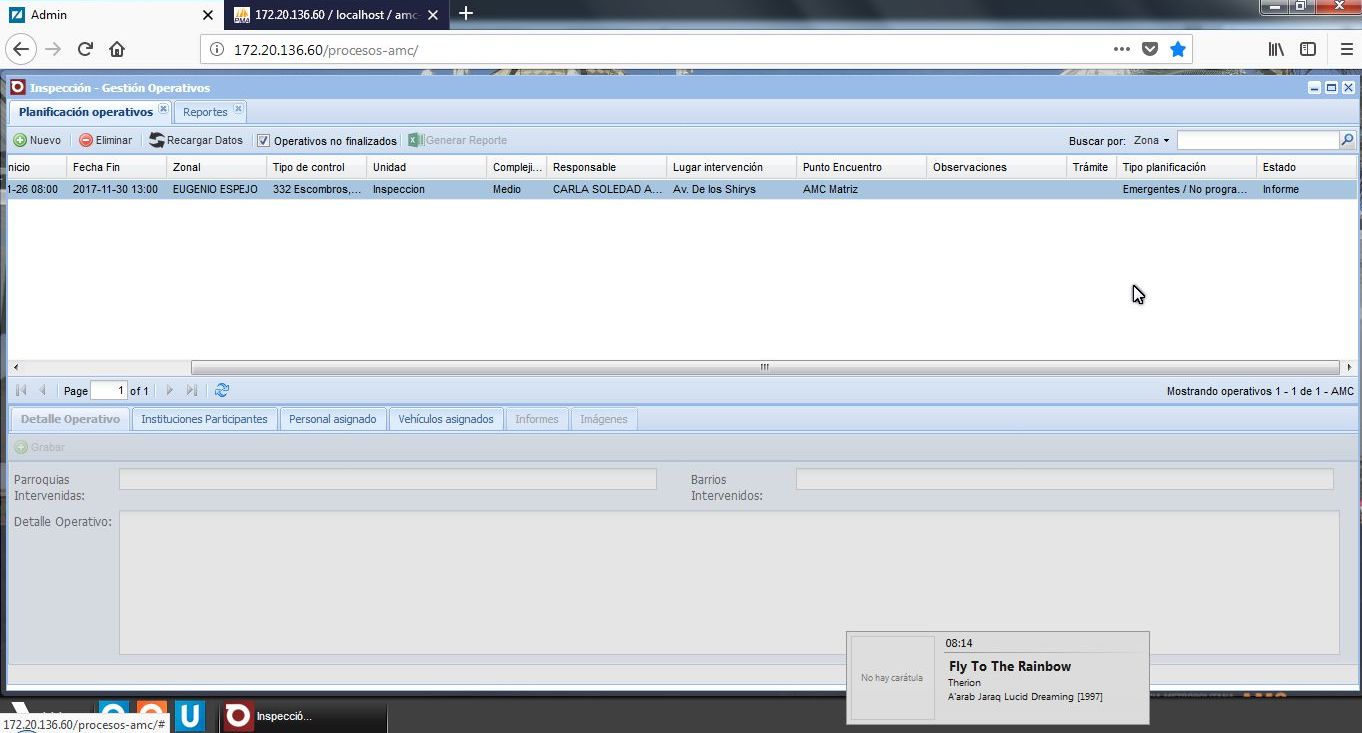 Admin
172.20.136.60 / localhost / amc
172.20.136.60/procesos-amc/
Inspección - Gestión Operativos
Planificación operativos
Reportes
Nuevo
Eliminar
Recargar Datos
Operativos no finalizados
Generar Reporte
Buscar por:
Zona
nicio
Fecha Fin
Zonal
Tipo de control
Unidad
Compleji...
Responsable
Lugar intervención
Punto Encuentro
Observaciones
Trámite
Tipo planificación
Estado
1-26 08:00
2017-11-30 13:00
EUGENIO ESPEJO
332 Escombros,...
Inspeccion
Medio
CARLA SOLEDAD A...
Av. De los Shirys
AMC Matriz
Emergentes / No progra...
Informe
Page 1 of 1
Mostrando operativos 1 - 1 de 1 - AMC
Detalle Operativo
Instituciones Participantes
Personal asignado
Vehículos asignados
Informes
Imágenes
Grabar
Parroquias
Intervenidas:
Barrios
Intervenidos:
Detalle Operativo:
08:14
No hay carátula
Fly To The Rainbow
Therion
A'arab Jaraq Lucid Dreaming [1997]
U
Inspecció...
172.20.136.60/procesos-amc/#